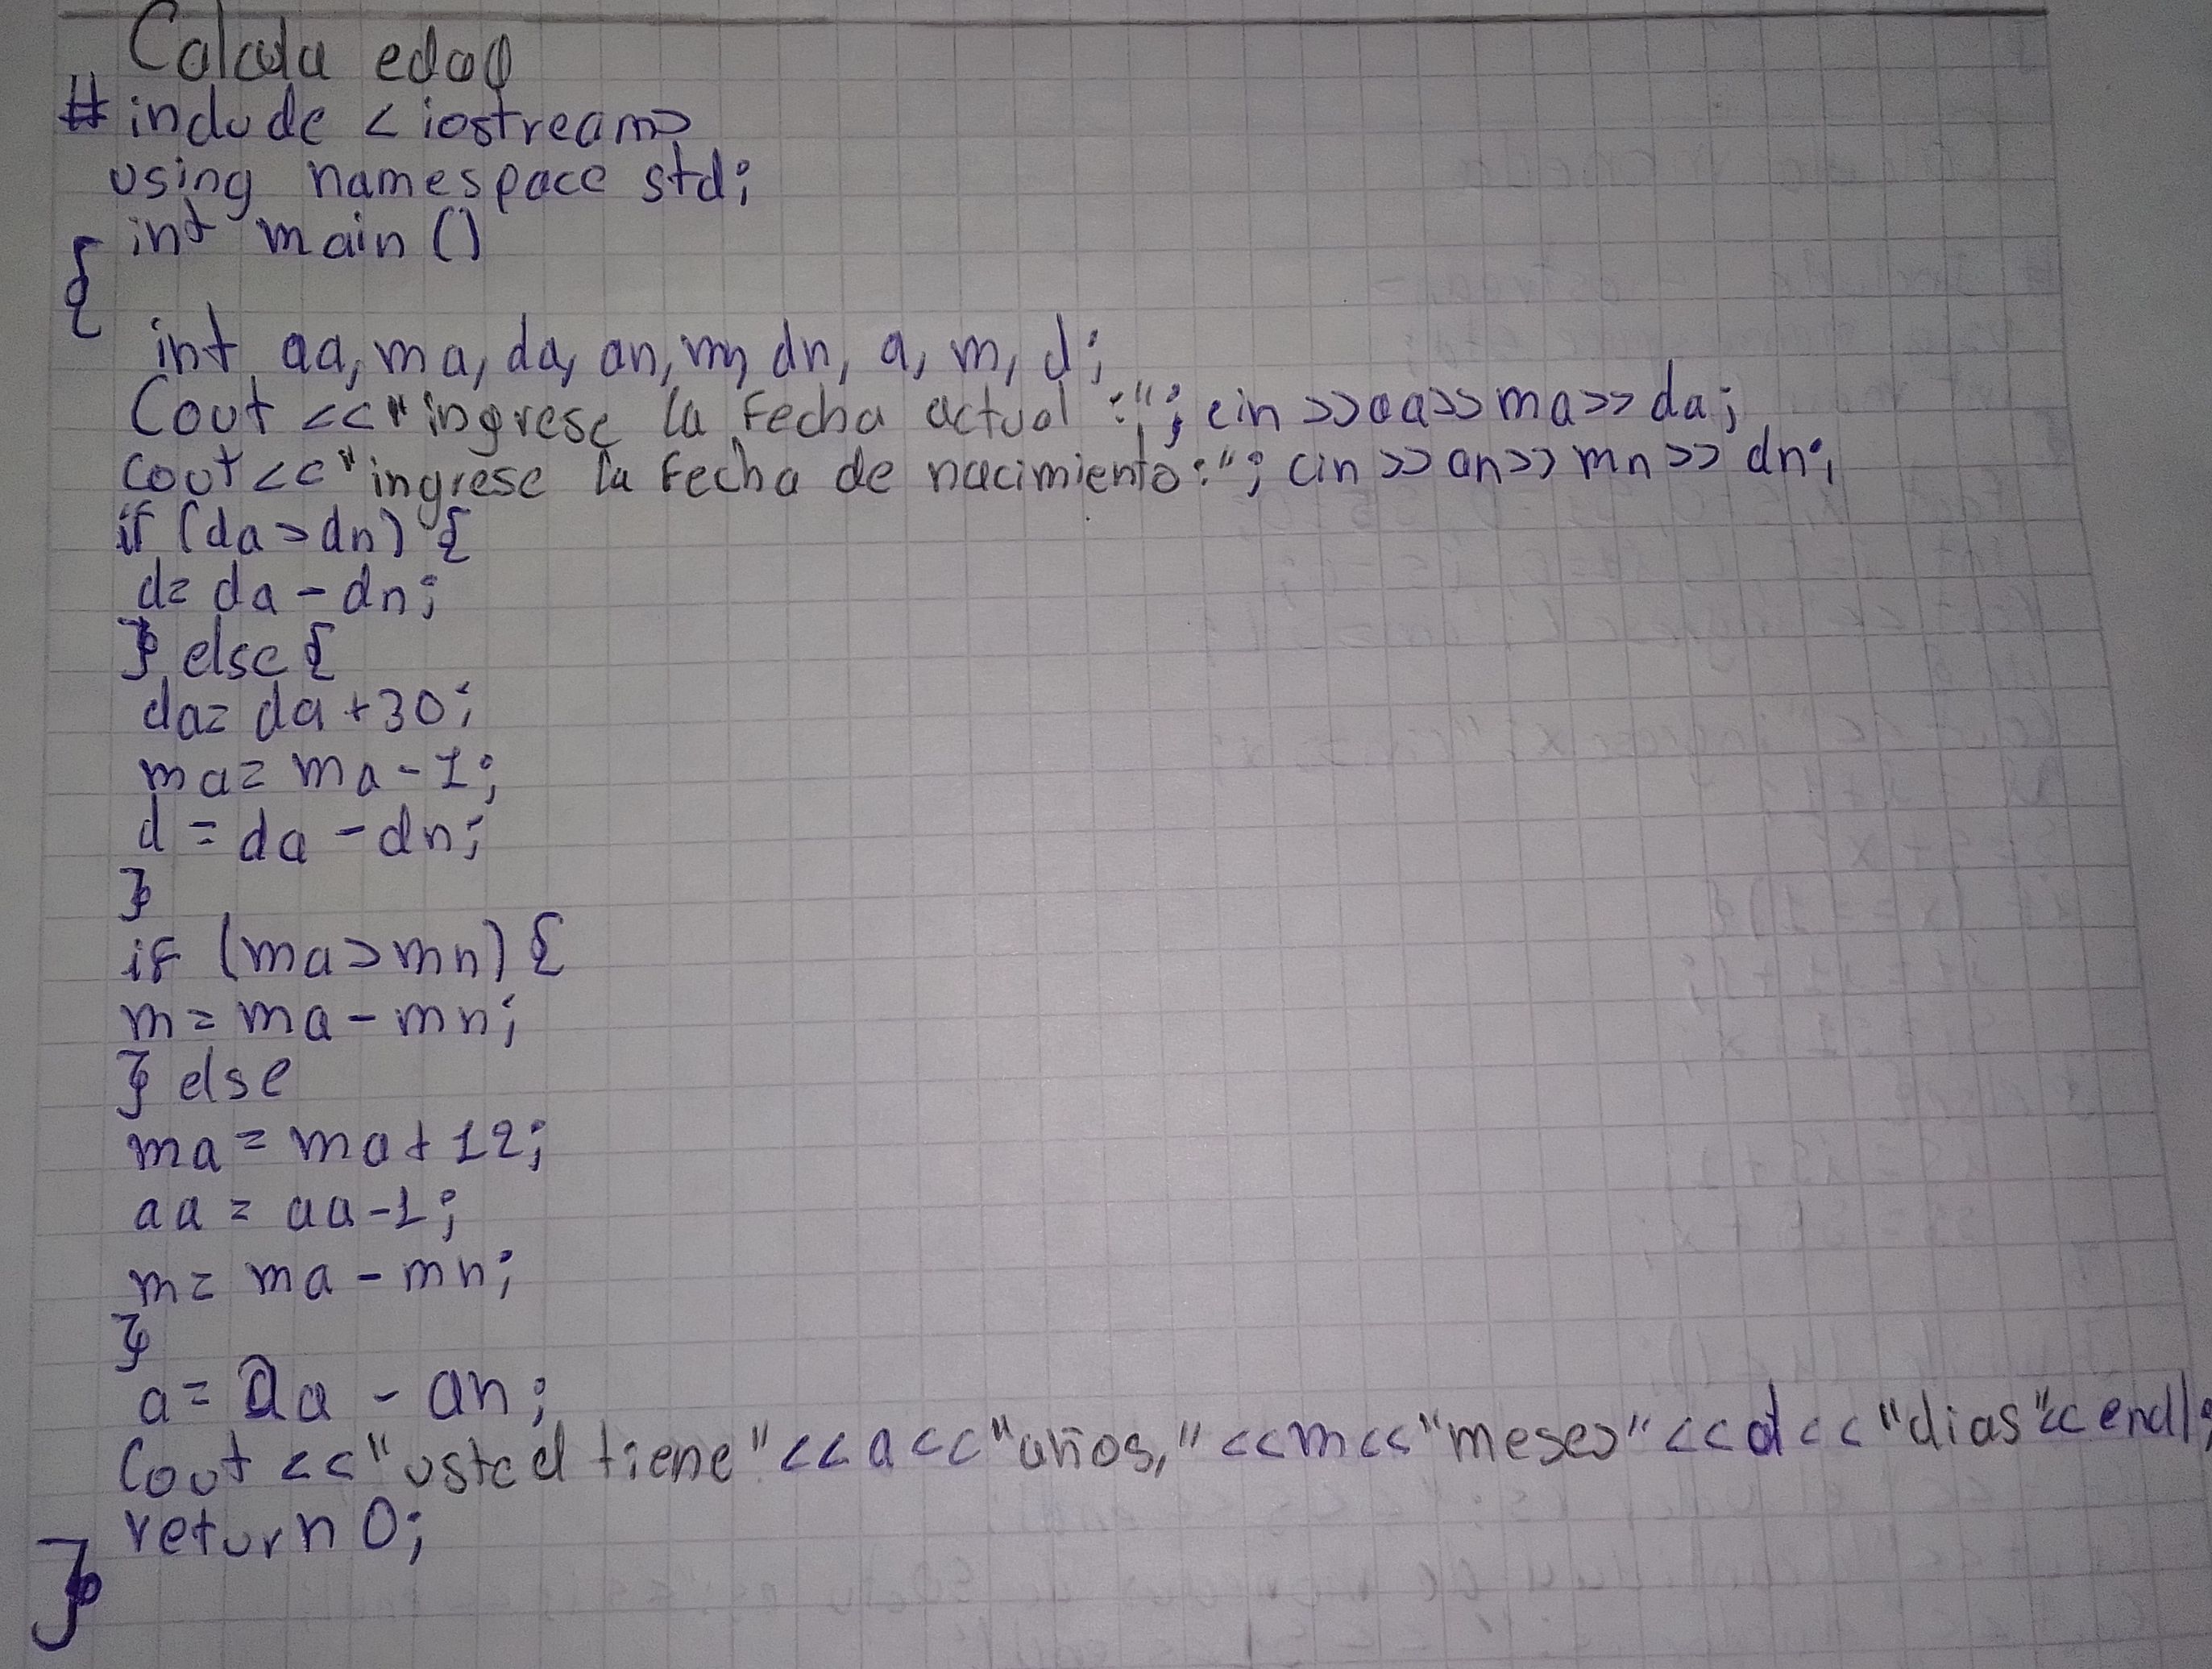 Calcula edad
#include <iostream>
using namespace std;
int main ()
{
int aa, ma, da, an, mn, dn, a, m, d;
Cout <<"ingrese la fecha actual :"; cin >>aa>>ma>>da;
Cout<<"ingrese la fecha de nacimiento:"; cin >>an>>mn>>dn;
if (da>dn) {
d= da - dn;
} else {
da= da +30;
ma= ma - 1;
d = da - dn;
}
if (ma>mn) {
m= ma - mn;
} else
ma = ma + 12;
aa = aa - 1;
m= ma - mn;
}
a= aa - an;
Cout <<"usted tiene"<<a<<"años,"<<m<<"meses"<<d<<"dias"<<endl;
return 0;
}